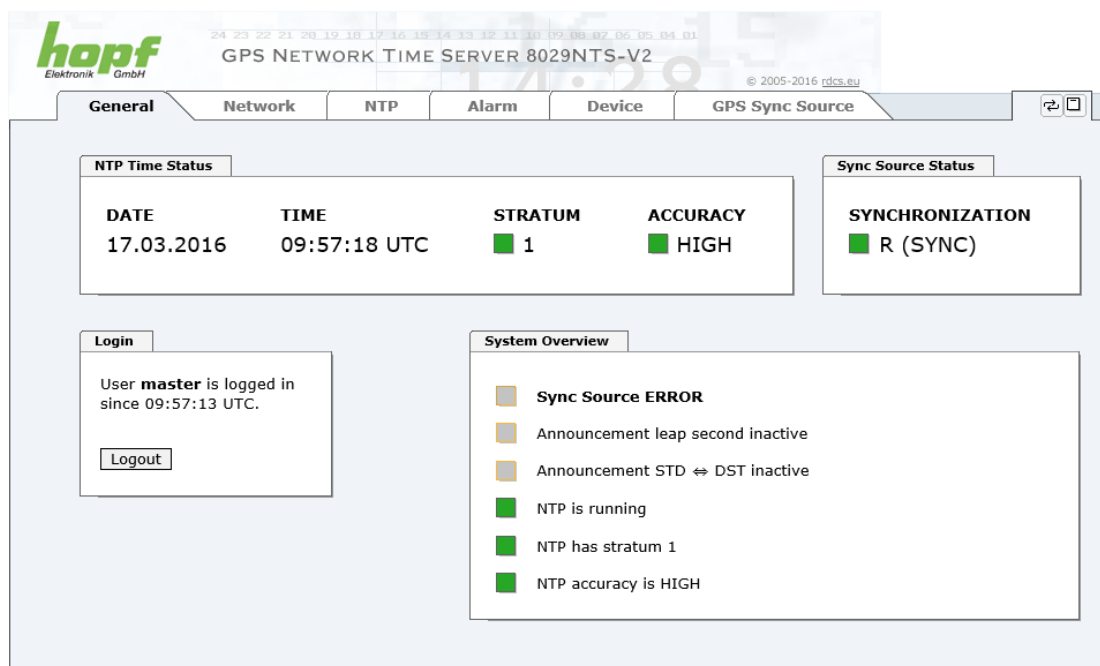 hopf
Elektronik GmbH
24 23 22 21 20 19 18 17 16 15 14 13 12 11 10 09 08 07 06 05 04 01
GPS NETWORK TIME SERVER 8029NTS-V2
14:28
© 2005-2016 rdcs.eu
General Network NTP Alarm Device GPS Sync Source
NTP Time Status
DATE TIME STRATUM ACCURACY
17.03.2016 09:57:18 UTC 1 HIGH
Sync Source Status
SYNCHRONIZATION
R (SYNC)
Login
User master is logged in
since 09:57:13 UTC.
Logout
System Overview
Sync Source ERROR
Announcement leap second inactive
Announcement STD ⇔ DST inactive
NTP is running
NTP has stratum 1
NTP accuracy is HIGH